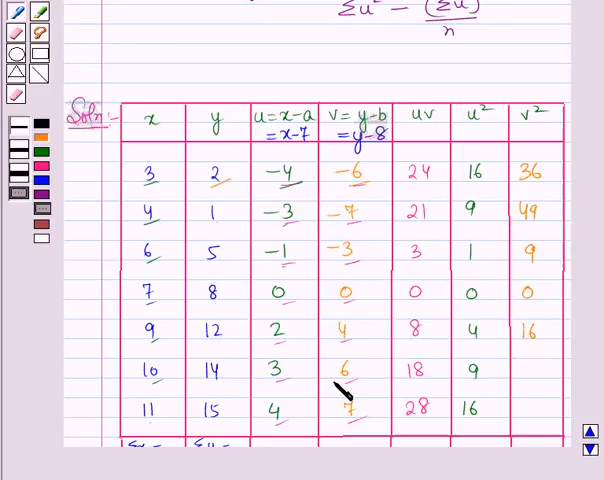 Σu² − (Σu)²
n
Soln:-
x y u=x-a v=y-b uv u² v²
=x-7 =y-8
3 2 -4 -6 24 16 36
4 1 -3 -7 21 9 49
6 5 -1 -3 3 1 9
7 8 0 0 0 0 0
9 12 2 4 8 4 16
10 14 3 6 18 9
11 15 4 7 28 16